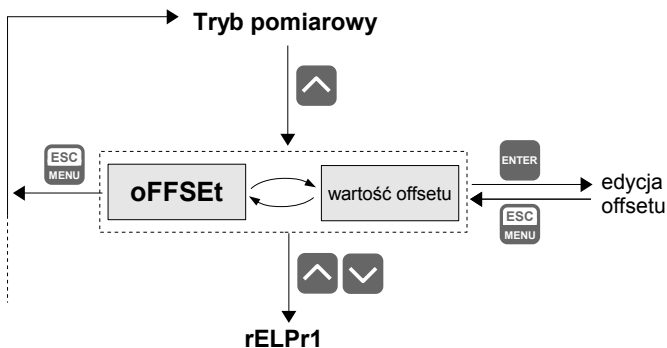 Tryb pomiarowy
ESC
MENU
oFFSEt
wartość offsetu
ENTER
edycja
offsetu
ESC
MENU
rELPr1